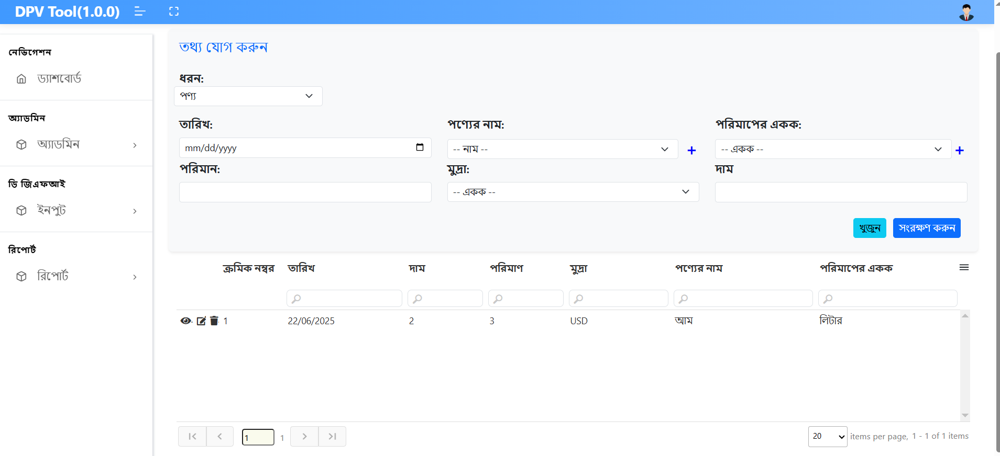 DPV Tool(1.0.0)
নেভিগেশন
ড্যাশবোর্ড
অ্যাডমিন
অ্যাডমিন
ডি জিএফআই
ইনপুট
রিপোর্ট
রিপোর্ট
তথ্য যোগ করুন
ধরন:
পণ্য
তারিখ: পণ্যের নাম: পরিমাপের একক:
mm/dd/yyyy -- নাম -- + -- একক -- +
পরিমান: মুদ্রা: দাম
-- একক --
খুজুন সংরক্ষণ করুন
ক্রমিক নম্বর তারিখ দাম পরিমাণ মুদ্রা পণ্যের নাম পরিমাপের একক
1 22/06/2025 2 3 USD আম লিটার
1 1 20 items per page, 1 - 1 of 1 items